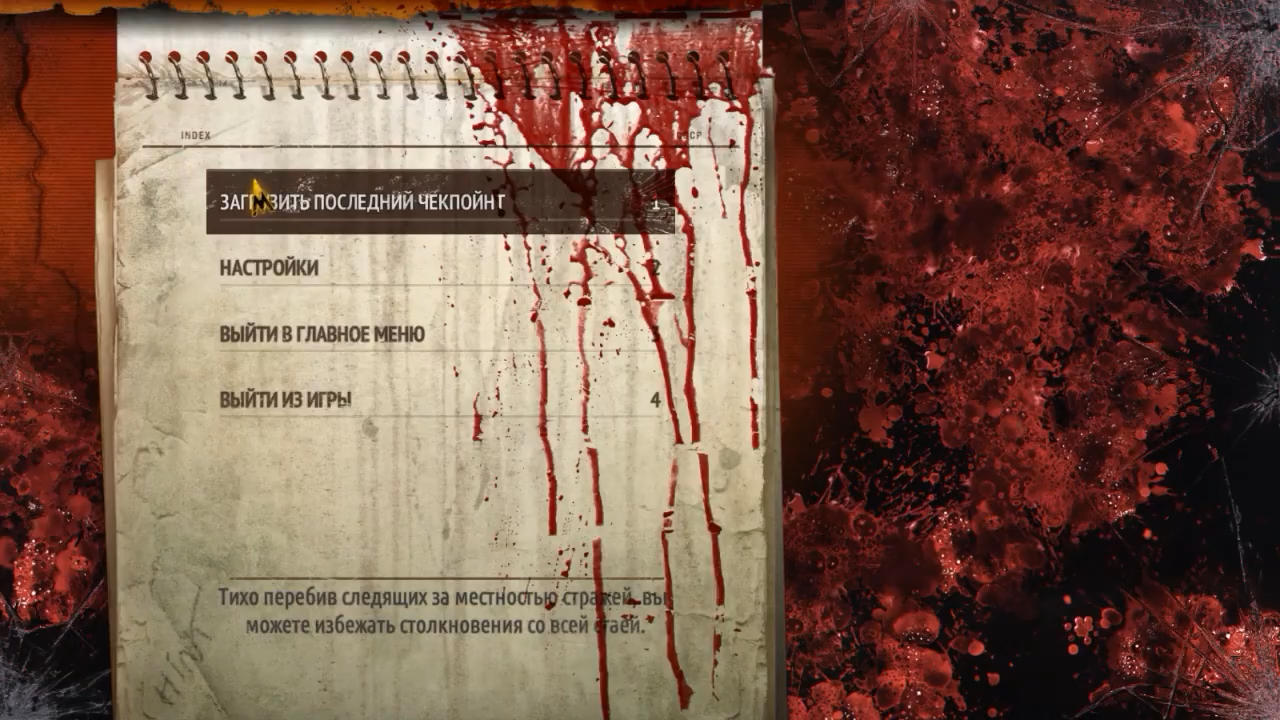 INDEX
ЗАГРУЗИТЬ ПОСЛЕДНИЙ ЧЕКПОЙНТ 1
НАСТРОЙКИ 2
ВЫЙТИ В ГЛАВНОЕ МЕНЮ
ВЫЙТИ ИЗ ИГРЫ 4
Тихо перебив следящих за местностью стражей, вы
можете избежать столкновения со всей стаей.